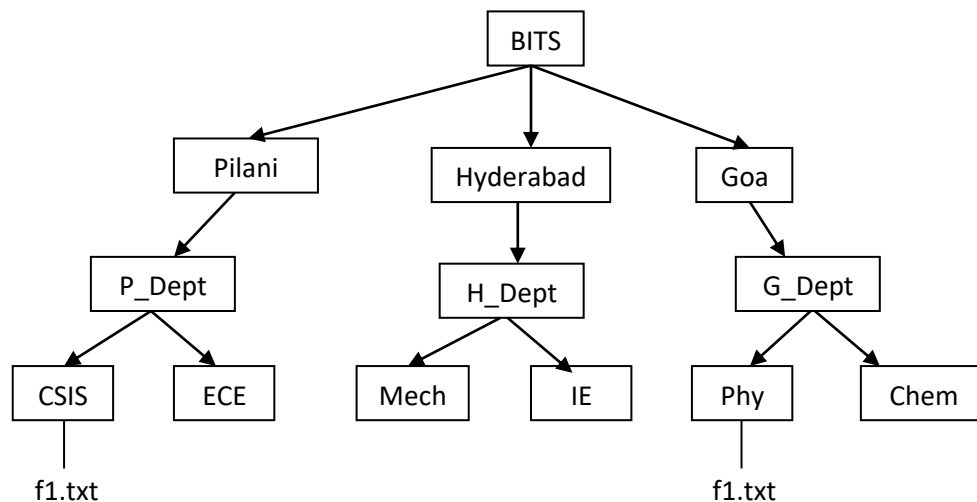 BITS
Pilani
Hyderabad
Goa
P_Dept
H_Dept
G_Dept
CSIS
ECE
Mech
IE
Phy
Chem
f1.txt
f1.txt